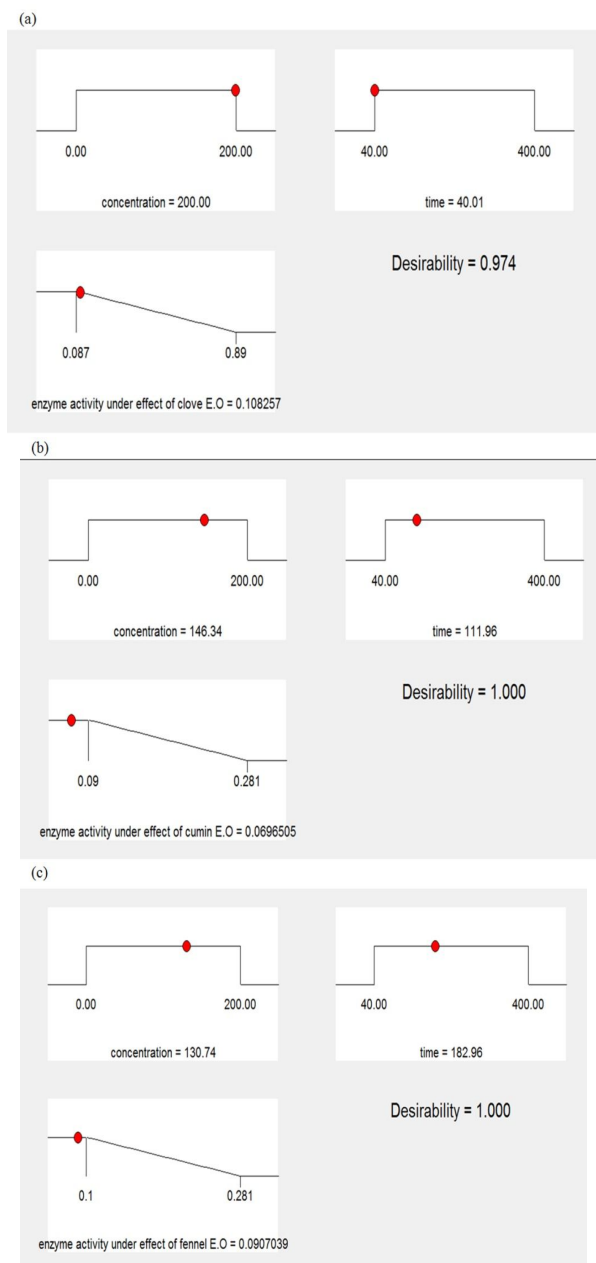 (a)
0.00 200.00 40.00 400.00
concentration = 200.00 time = 40.01
Desirability = 0.974
0.087 0.89
enzyme activity under effect of clove E.O = 0.108257
(b)
0.00 200.00 40.00 400.00
concentration = 146.34 time = 111.96
Desirability = 1.000
0.09 0.281
enzyme activity under effect of cumin E.O = 0.0696505
(c)
0.00 200.00 40.00 400.00
concentration = 130.74 time = 182.96
Desirability = 1.000
0.1 0.281
enzyme activity under effect of fennel E.O = 0.0907039